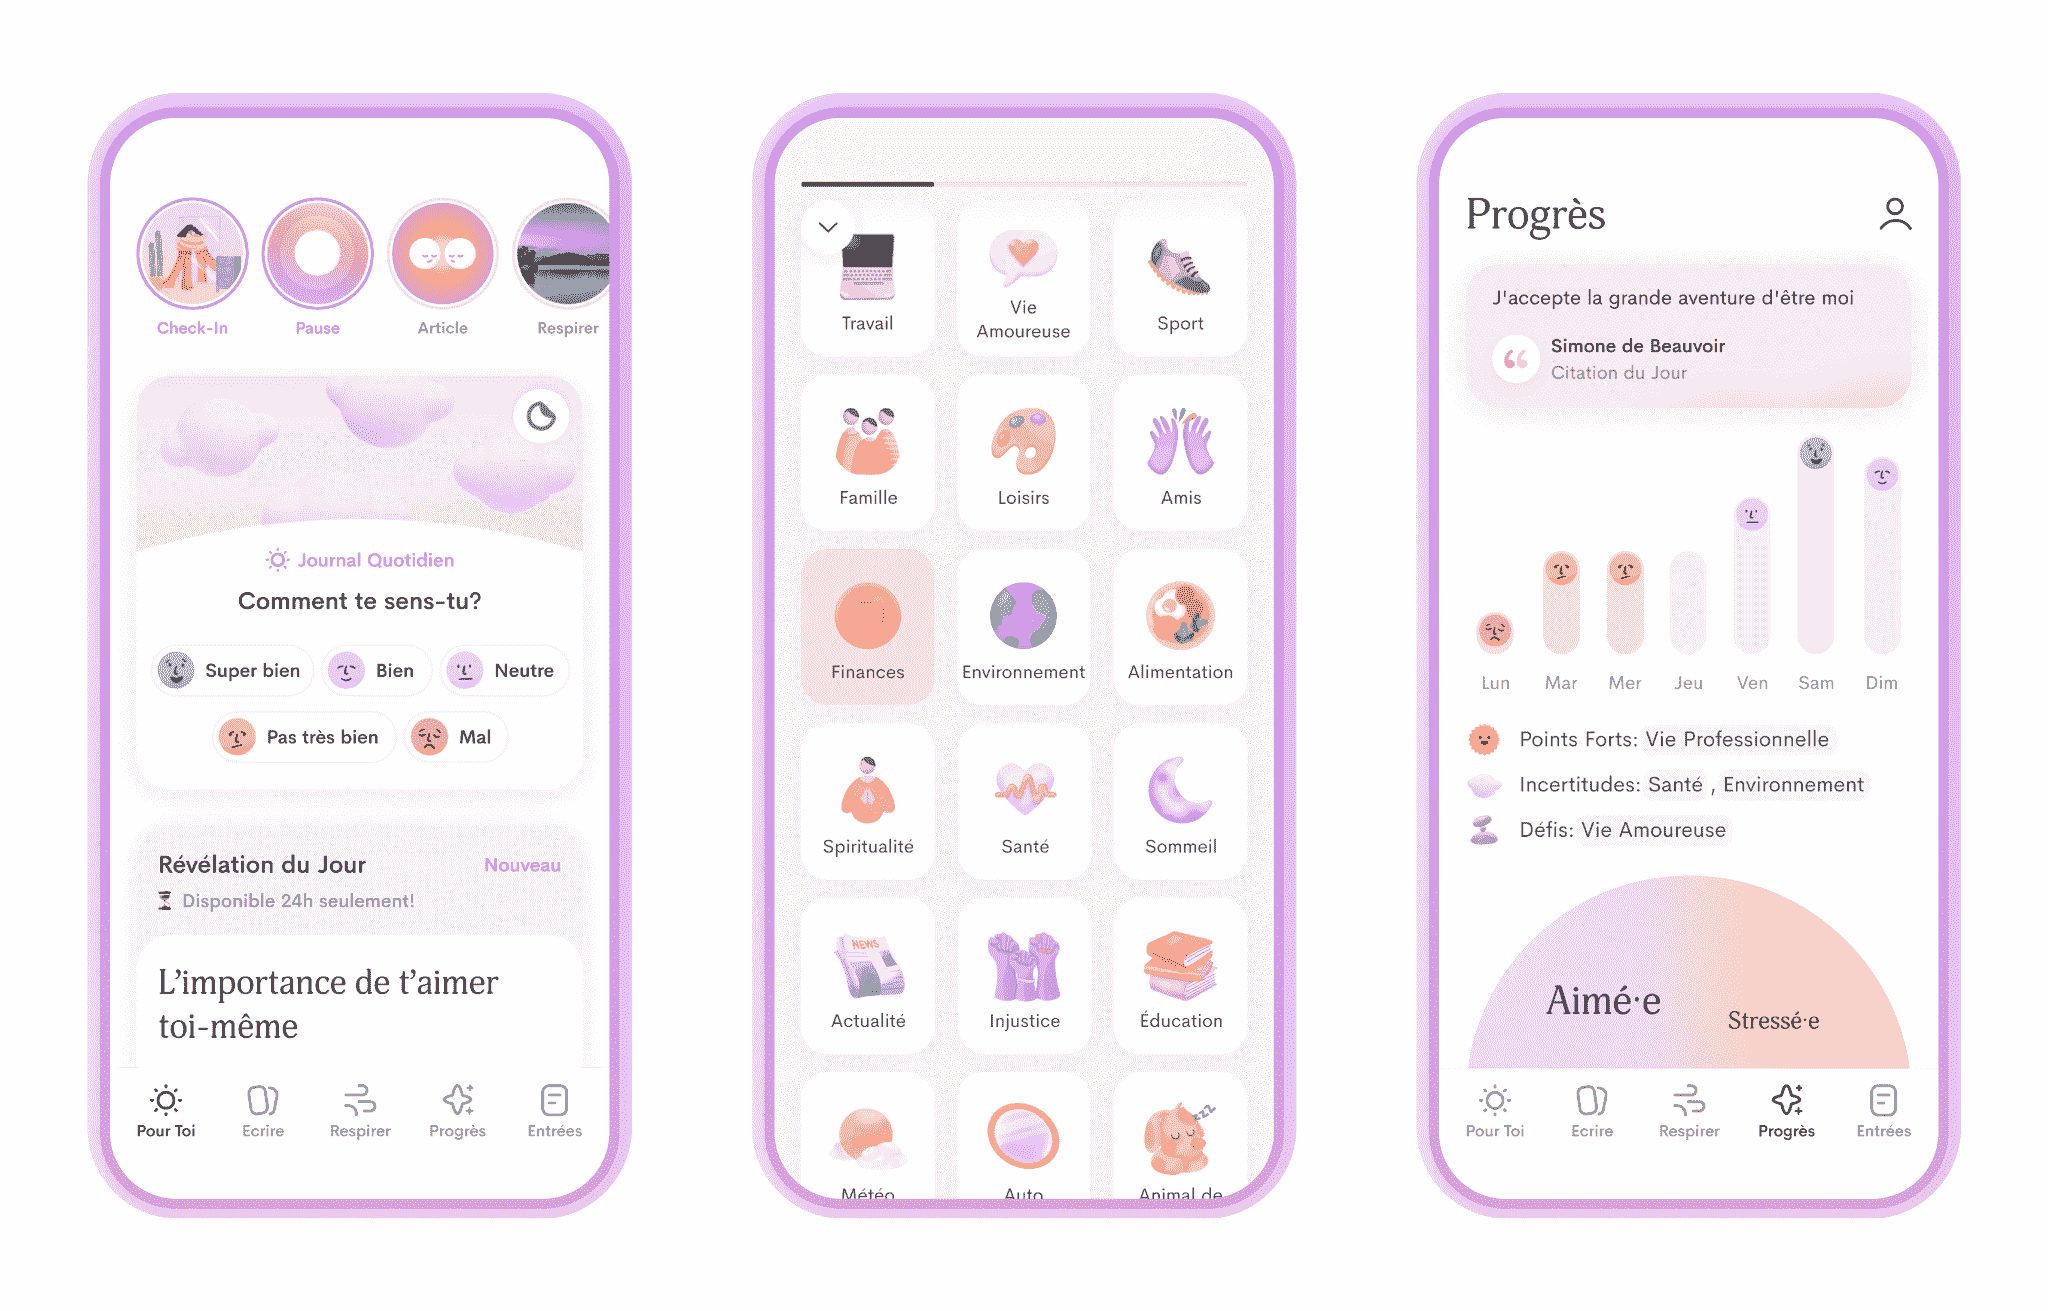 Check-In
Pause
Article
Respirer
Journal Quotidien
Comment te sens-tu?
Super bien
Bien
Neutre
Pas très bien
Mal
Révélation du Jour
Nouveau
Disponible 24h seulement!
L’importance de t’aimer
toi-même
Pour Toi
Ecrire
Respirer
Progrès
Entrées
Travail
Vie
Amoureuse
Sport
Famille
Loisirs
Amis
Finances
Environnement
Alimentation
Spiritualité
Santé
Sommeil
NEWS
Actualité
Injustice
Éducation
zzz
Météo
Auto
Animal de
Progrès
J'accepte la grande aventure d'être moi
Simone de Beauvoir
Citation du Jour
Lun
Mar
Mer
Jeu
Ven
Sam
Dim
Points Forts: Vie Professionnelle
Incertitudes: Santé , Environnement
Défis: Vie Amoureuse
Aimé·e
Stressé·e
Pour Toi
Ecrire
Respirer
Progrès
Entrées